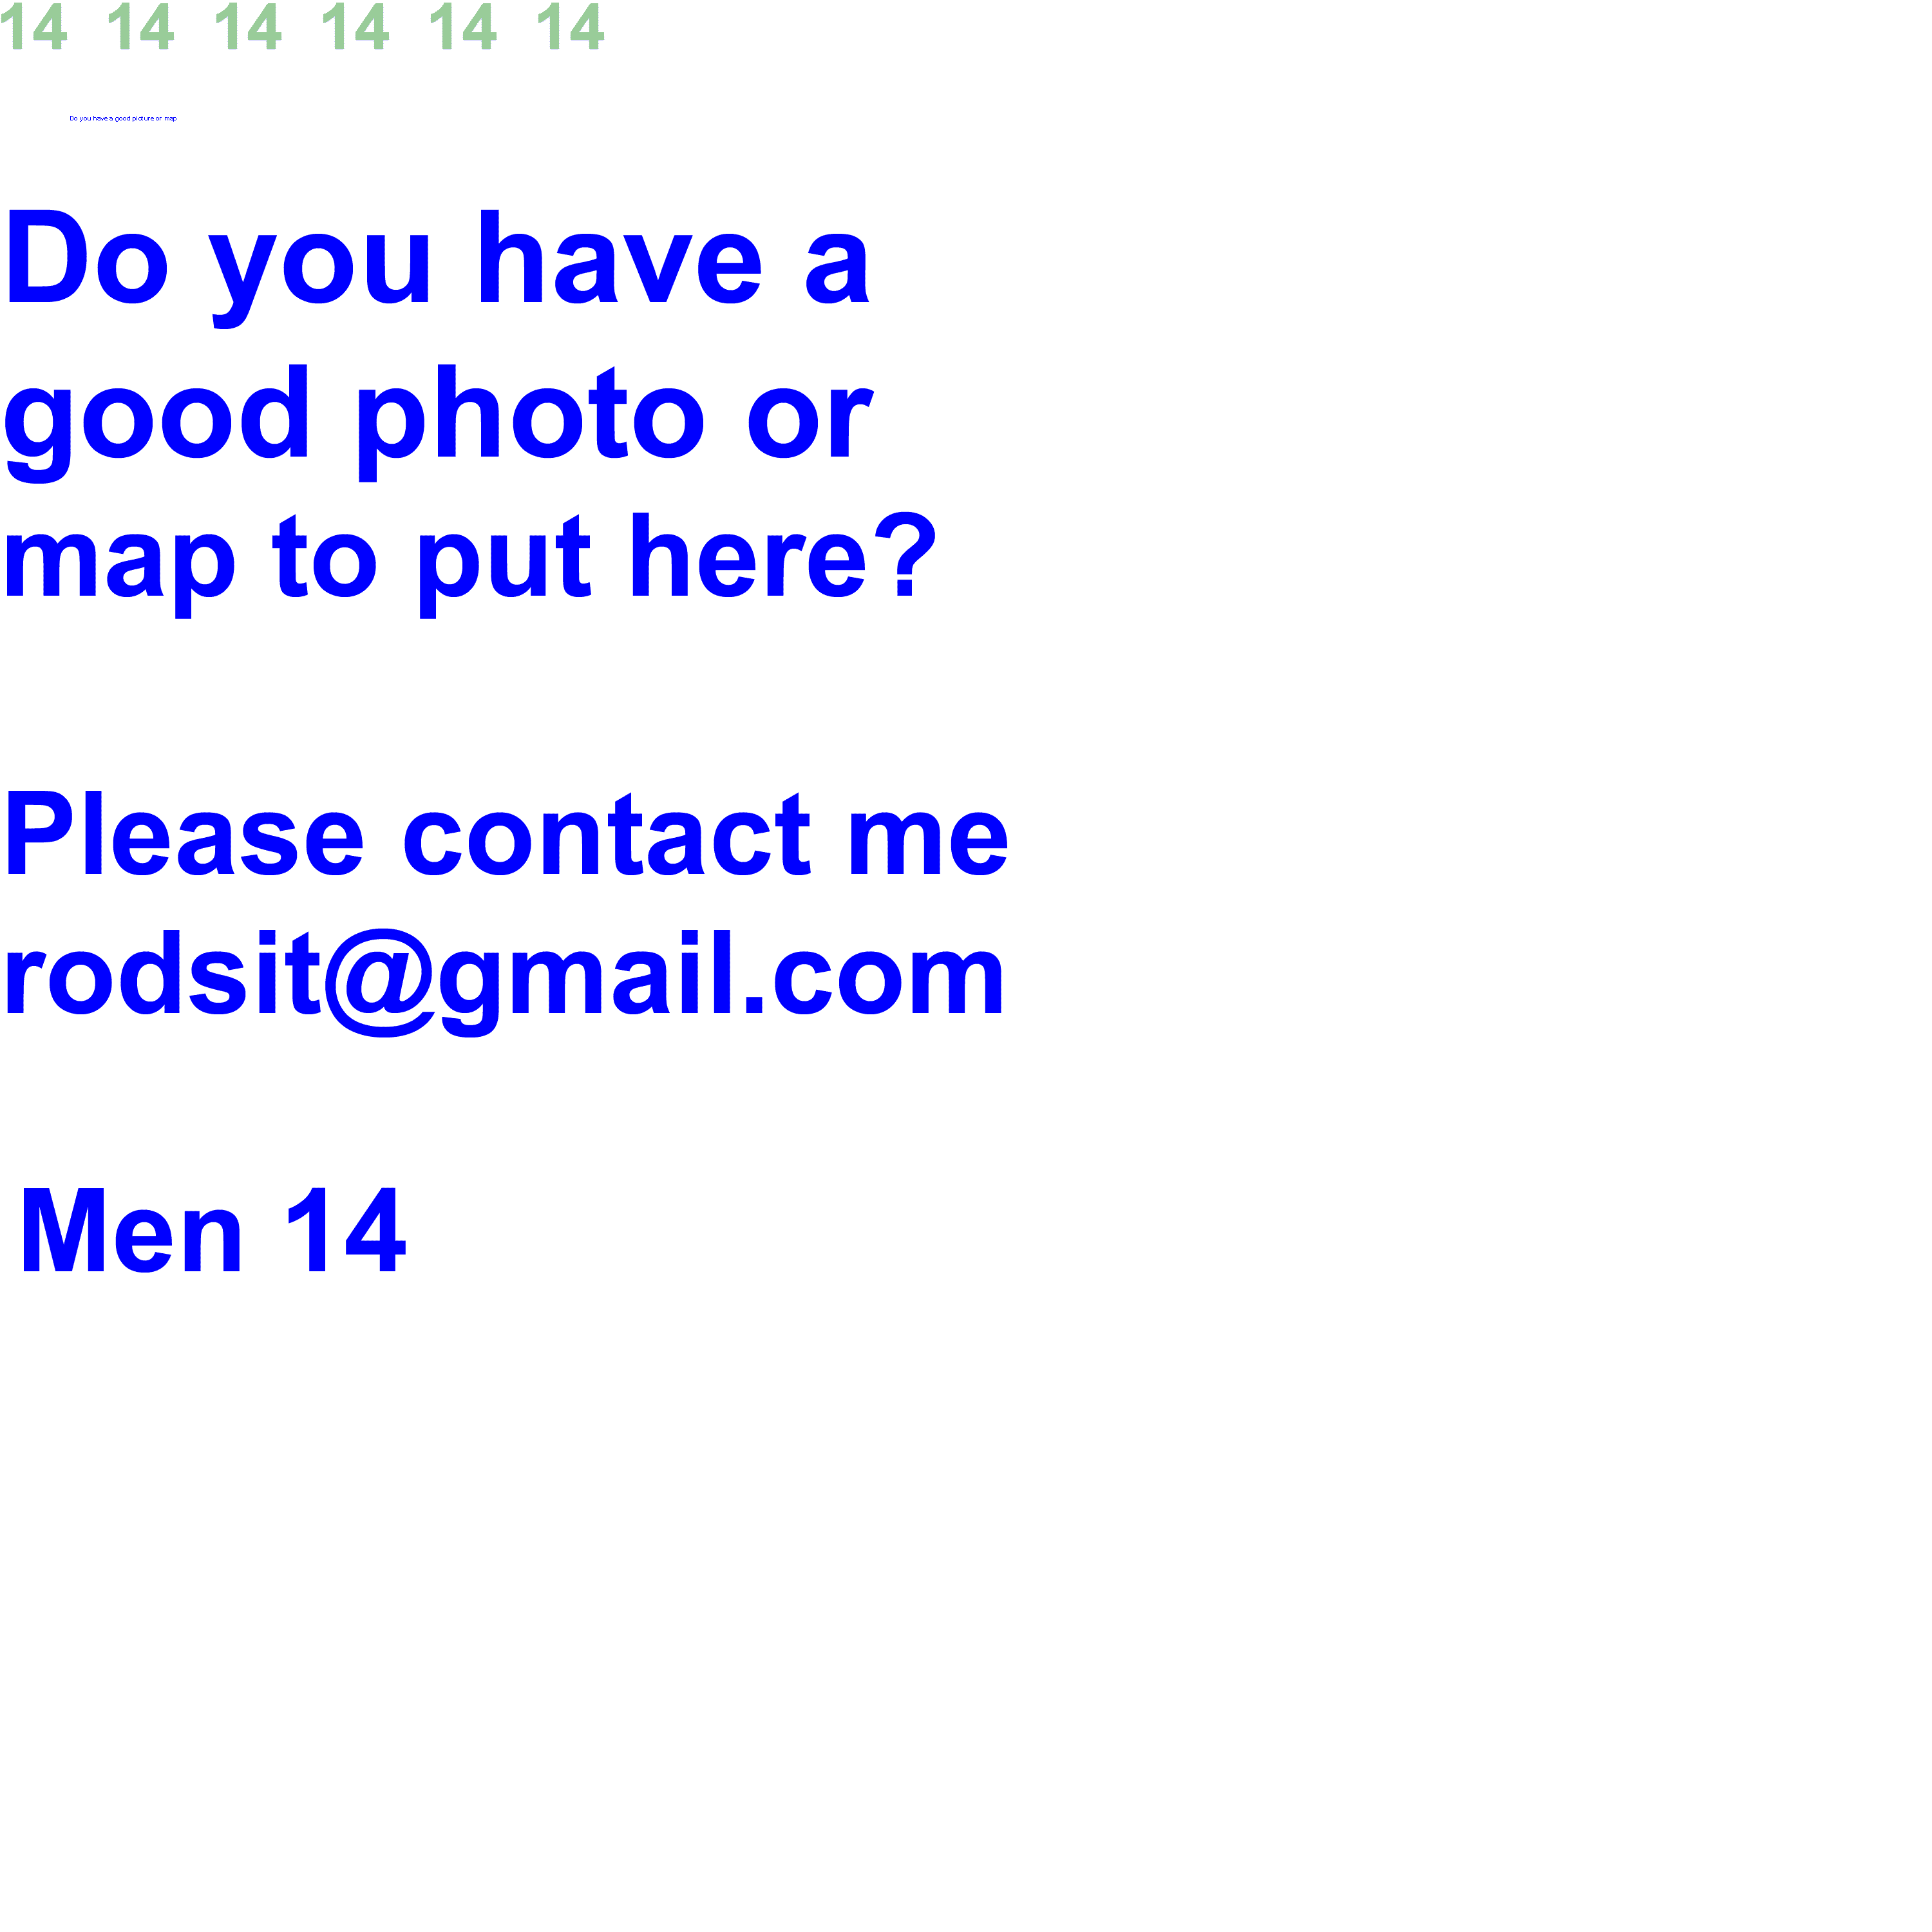 14 14 14 14 14 14
Do you have a good picture or map
Do you have a
good photo or
map to put here?
Please contact me
rodsit@gmail.com
Men 14